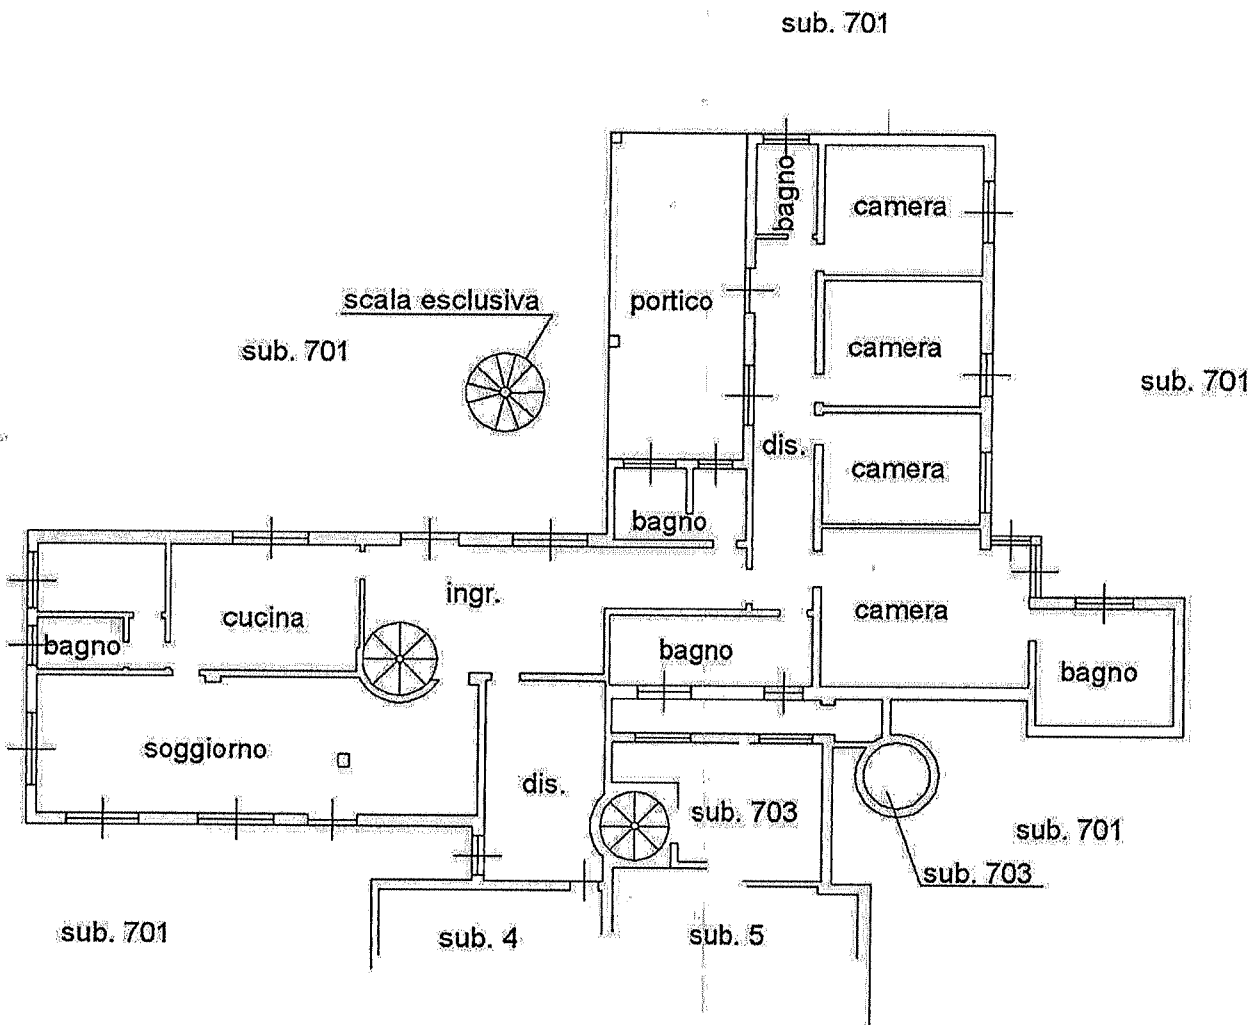 sub. 701
bagno
camera
scala esclusiva
portico
sub. 701
camera
sub. 701
dis.
camera
bagno
ingr.
cucina
camera
bagno
bagno
bagno
soggiorno
dis.
sub. 703
sub. 701
sub. 703
sub. 701
sub. 4
sub. 5